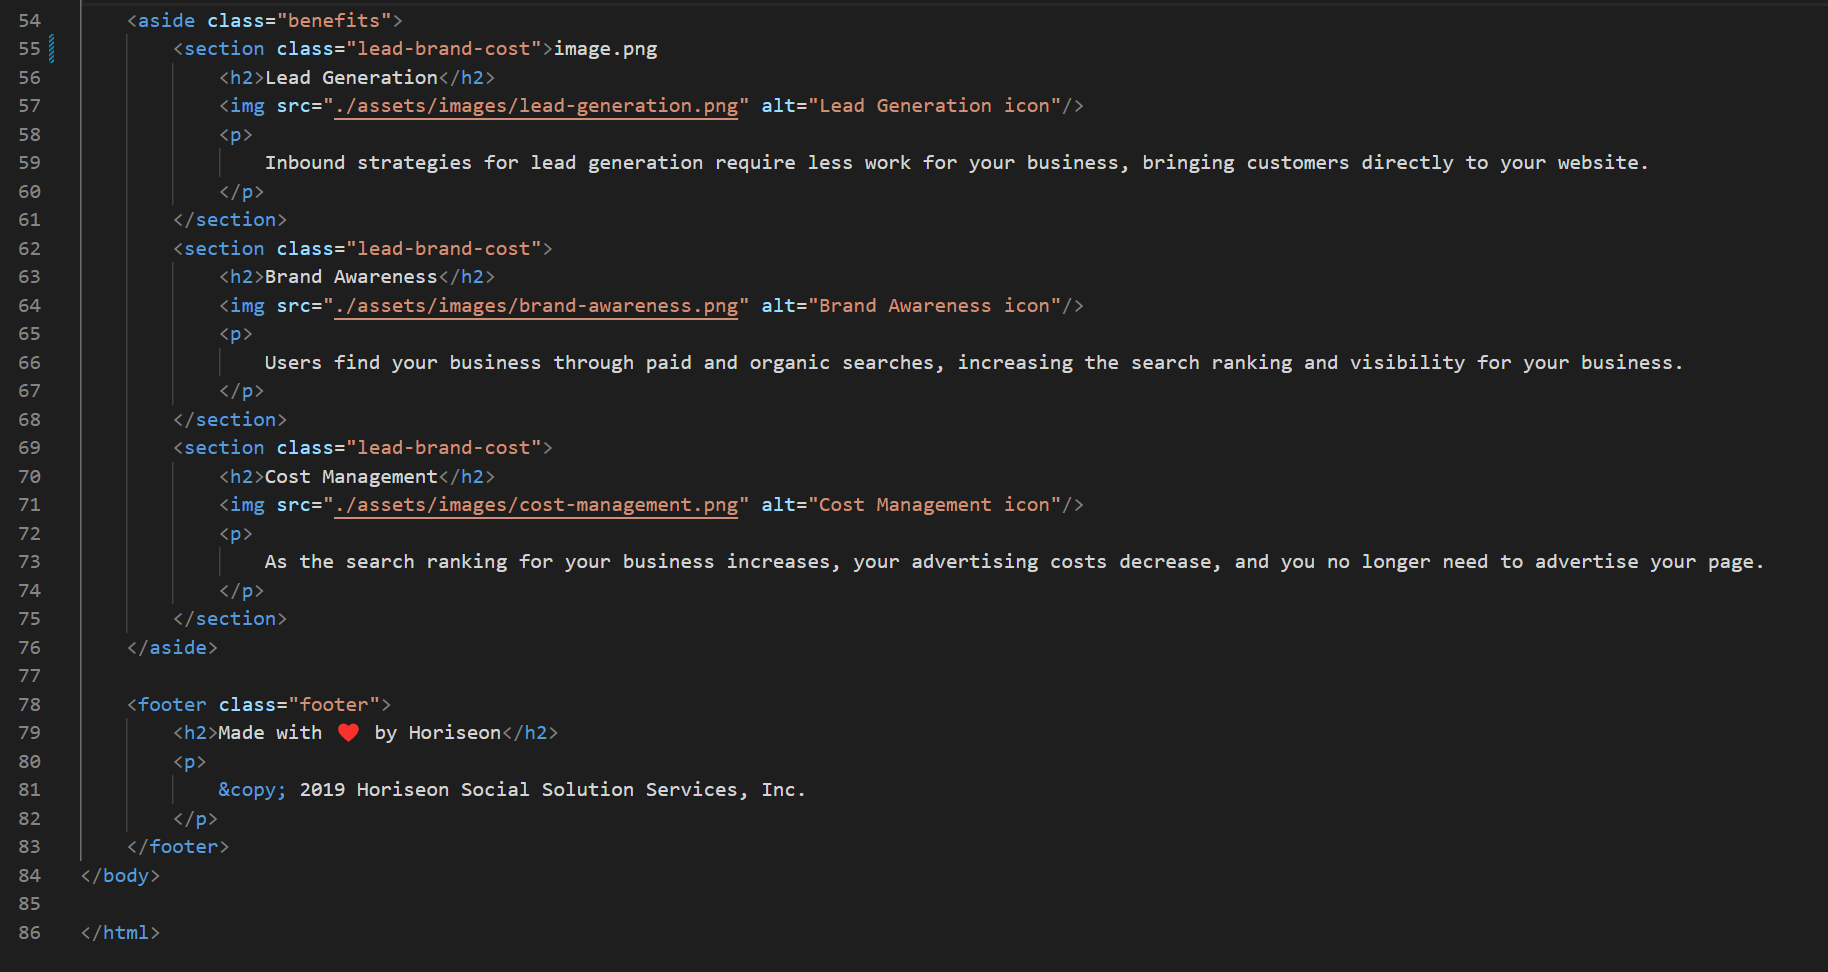 54 <aside class="benefits">
55 <section class="lead-brand-cost">image.png
56 <h2>Lead Generation</h2>
57 <img src="./assets/images/lead-generation.png" alt="Lead Generation icon"/>
58 <p>
59 Inbound strategies for lead generation require less work for your business, bringing customers directly to your website.
60 </p>
61 </section>
62 <section class="lead-brand-cost">
63 <h2>Brand Awareness</h2>
64 <img src="./assets/images/brand-awareness.png" alt="Brand Awareness icon"/>
65 <p>
66 Users find your business through paid and organic searches, increasing the search ranking and visibility for your business.
67 </p>
68 </section>
69 <section class="lead-brand-cost">
70 <h2>Cost Management</h2>
71 <img src="./assets/images/cost-management.png" alt="Cost Management icon"/>
72 <p>
73 As the search ranking for your business increases, your advertising costs decrease, and you no longer need to advertise your page.
74 </p>
75 </section>
76 </aside>
77
78 <footer class="footer">
79 <h2>Made with ❤️ by Horiseon</h2>
80 <p>
81 &copy; 2019 Horiseon Social Solution Services, Inc.
82 </p>
83 </footer>
84 </body>
85
86 </html>